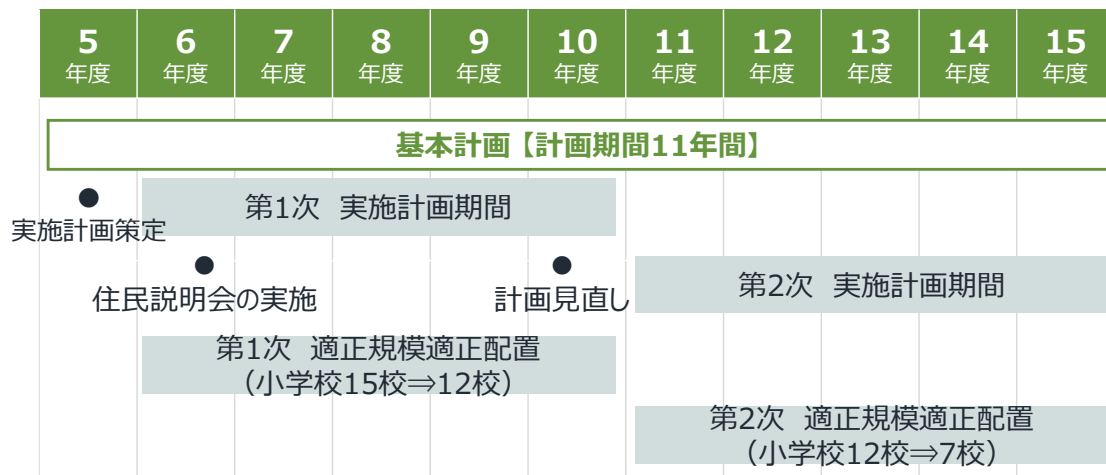 5 6 7 8 9 10 11 12 13 14 15
年度 年度 年度 年度 年度 年度 年度 年度 年度 年度 年度
基本計画【計画期間11年間】
第1次 実施計画期間
実施計画策定
住民説明会の実施
計画見直し
第2次 実施計画期間
第1次 適正規模適正配置
（小学校15校⇒12校）
第2次 適正規模適正配置
（小学校12校⇒7校）